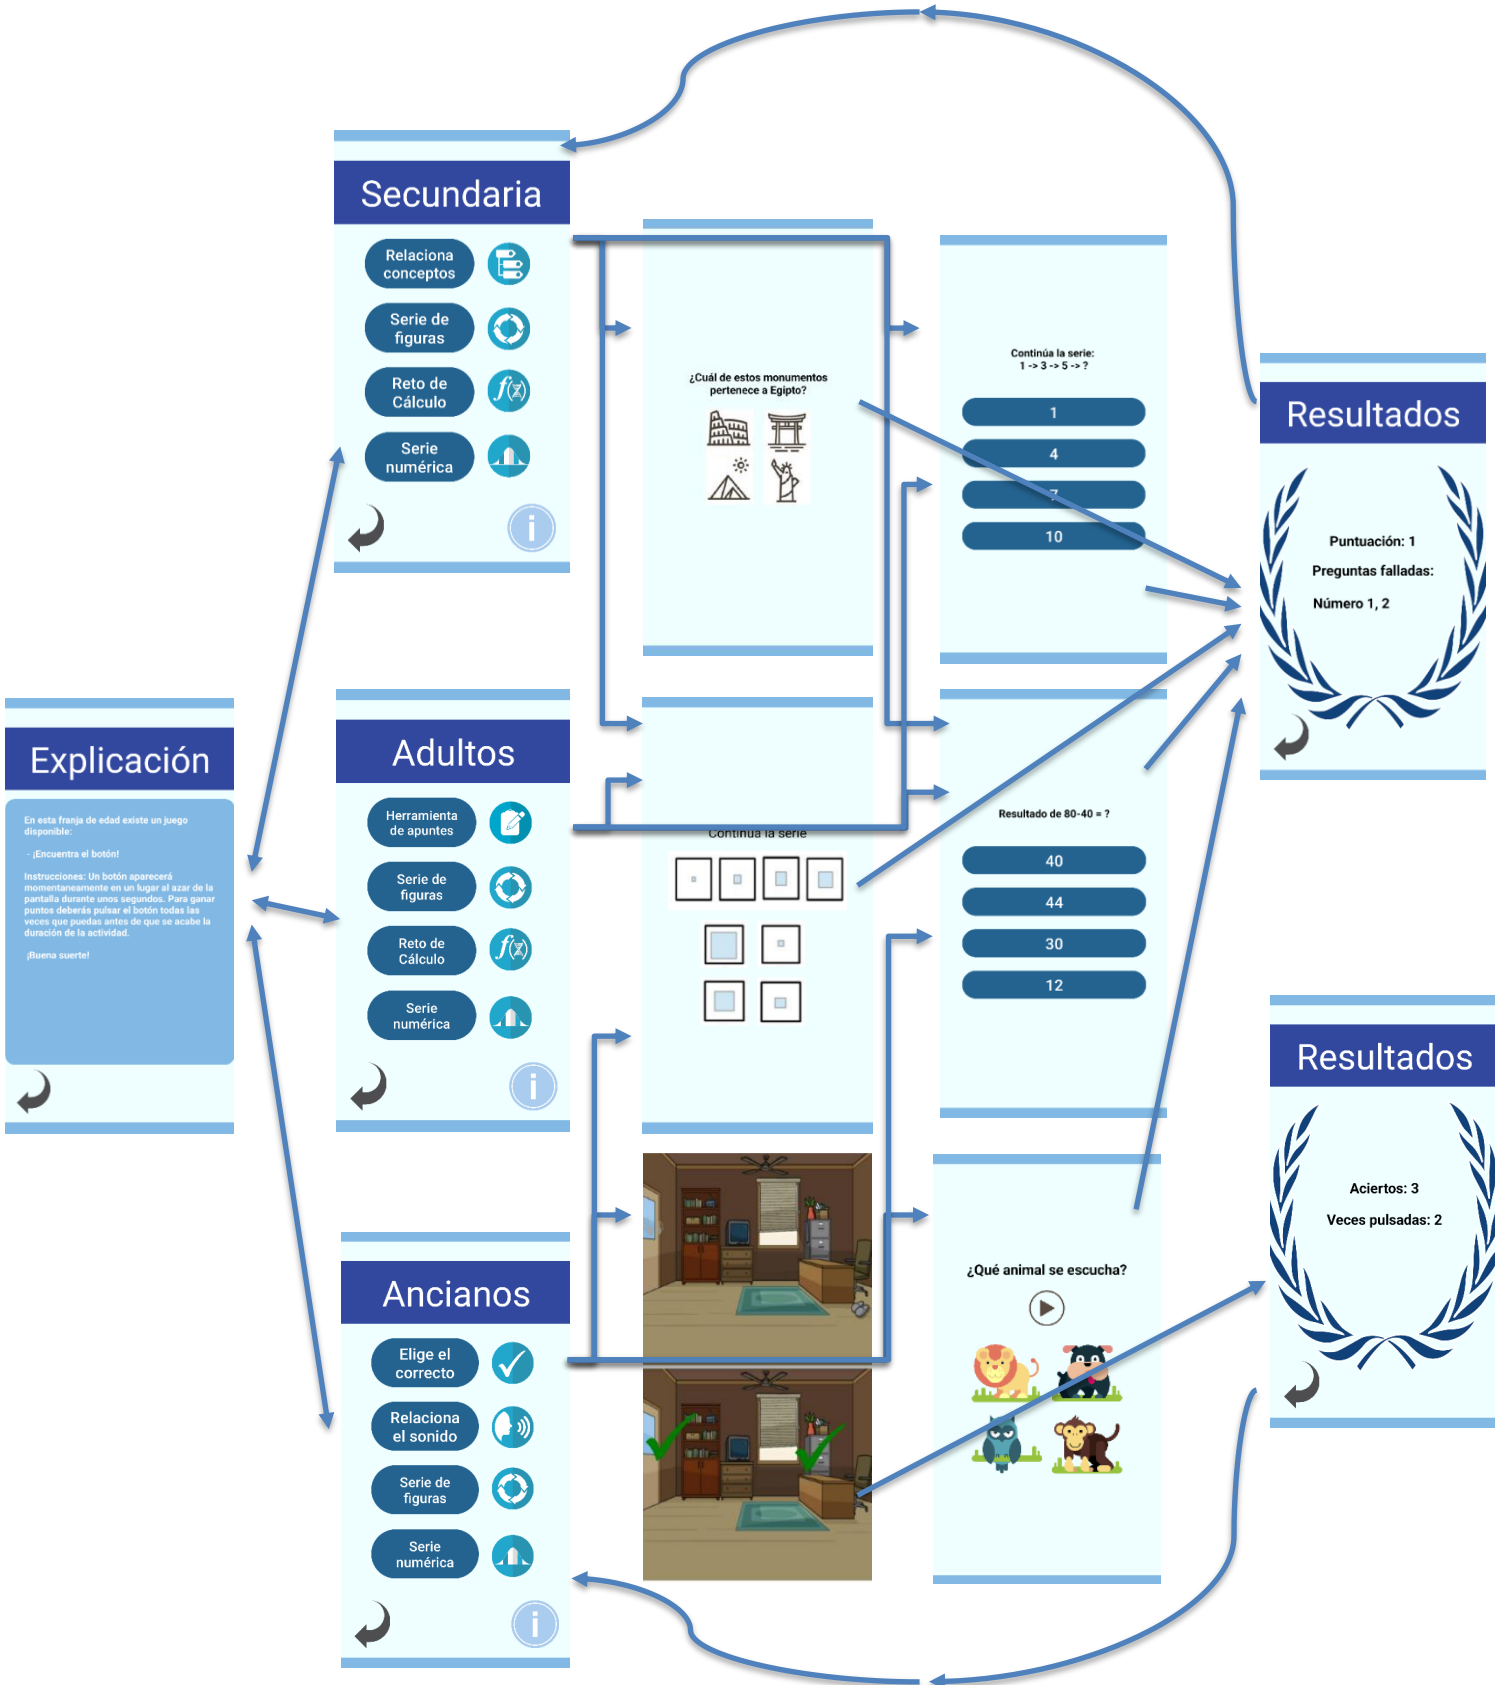 Secundaria
Relaciona
conceptos
Serie de
figuras
Reto de
Cálculo
Serie
numérica
¿Cuál de estos monumentos
pertenece a Egipto?
Continúa la serie:
1 -> 3 -> 5 -> ?
1
4
7
10
Resultados
Puntuación: 1
Preguntas falladas:
Número 1, 2
Explicación
En esta franja de edad existe un juego
disponible:
- ¡Encuentra el botón!
Instrucciones: Un botón aparecerá
momentaneamente en un lugar al azar de la
pantalla durante unos segundos. Para ganar
puntos deberás pulsar el botón todas las
veces que puedas antes de que se acabe la
duración de la actividad.
¡Buena suerte!
Adultos
Herramienta
de apuntes
Serie de
figuras
Reto de
Cálculo
Serie
numérica
Continua la serie
Resultado de 80-40 = ?
40
44
30
12
Resultados
Aciertos: 3
Veces pulsadas: 2
Ancianos
Elige el
correcto
Relaciona
el sonido
Serie de
figuras
Serie
numérica
¿Qué animal se escucha?